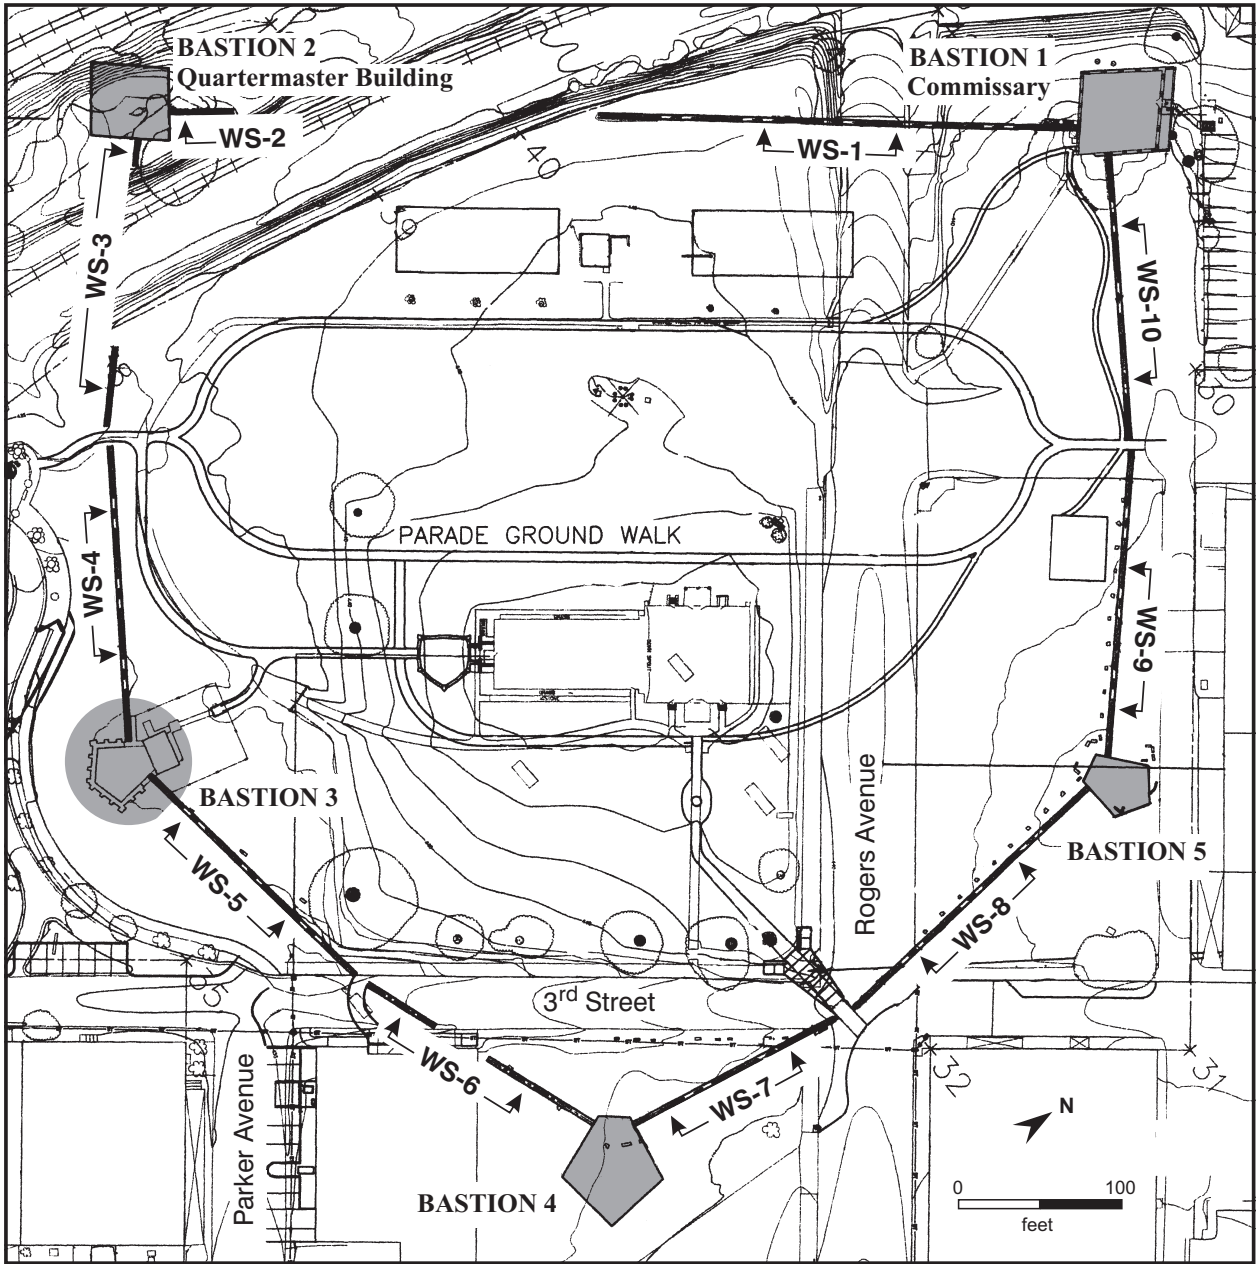 BASTION 2
Quartermaster Building
BASTION 1
Commissary
WS-2
WS-1
40
WS-3
WS-10
60
PARADE GROUND WALK
WS-4
WS-9
BASTION 3
Rogers Avenue
BASTION 5
WS-5
WS-8
3rd Street
WS-6
WS-7
32
31
Parker Avenue
N
BASTION 4
0 100
feet